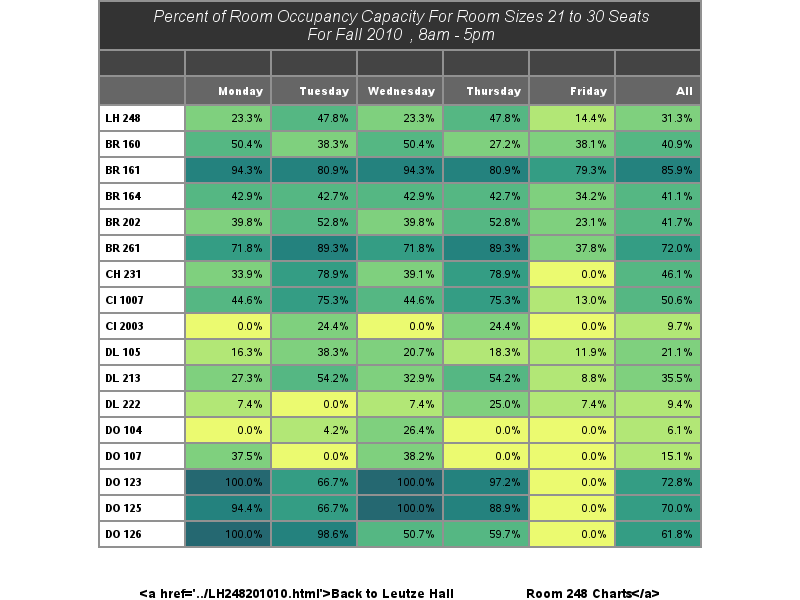 Percent of Room Occupancy Capacity For Room Sizes 21 to 30 Seats
For Fall 2010 , 8am - 5pm
Monday Tuesday Wednesday Thursday Friday All
LH 248 23.3% 47.8% 23.3% 47.8% 14.4% 31.3%
BR 160 50.4% 38.3% 50.4% 27.2% 38.1% 40.9%
BR 161 94.3% 80.9% 94.3% 80.9% 79.3% 85.9%
BR 164 42.9% 42.7% 42.9% 42.7% 34.2% 41.1%
BR 202 39.8% 52.8% 39.8% 52.8% 23.1% 41.7%
BR 261 71.8% 89.3% 71.8% 89.3% 37.8% 72.0%
CH 231 33.9% 78.9% 39.1% 78.9% 0.0% 46.1%
CI 1007 44.6% 75.3% 44.6% 75.3% 13.0% 50.6%
CI 2003 0.0% 24.4% 0.0% 24.4% 0.0% 9.7%
DL 105 16.3% 38.3% 20.7% 18.3% 11.9% 21.1%
DL 213 27.3% 54.2% 32.9% 54.2% 8.8% 35.5%
DL 222 7.4% 0.0% 7.4% 25.0% 7.4% 9.4%
DO 104 0.0% 4.2% 26.4% 0.0% 0.0% 6.1%
DO 107 37.5% 0.0% 38.2% 0.0% 0.0% 15.1%
DO 123 100.0% 66.7% 100.0% 97.2% 0.0% 72.8%
DO 125 94.4% 66.7% 100.0% 88.9% 0.0% 70.0%
DO 126 100.0% 98.6% 50.7% 59.7% 0.0% 61.8%
<a href='../LH248201010.html'>Back to Leutze Hall Room 248 Charts</a>